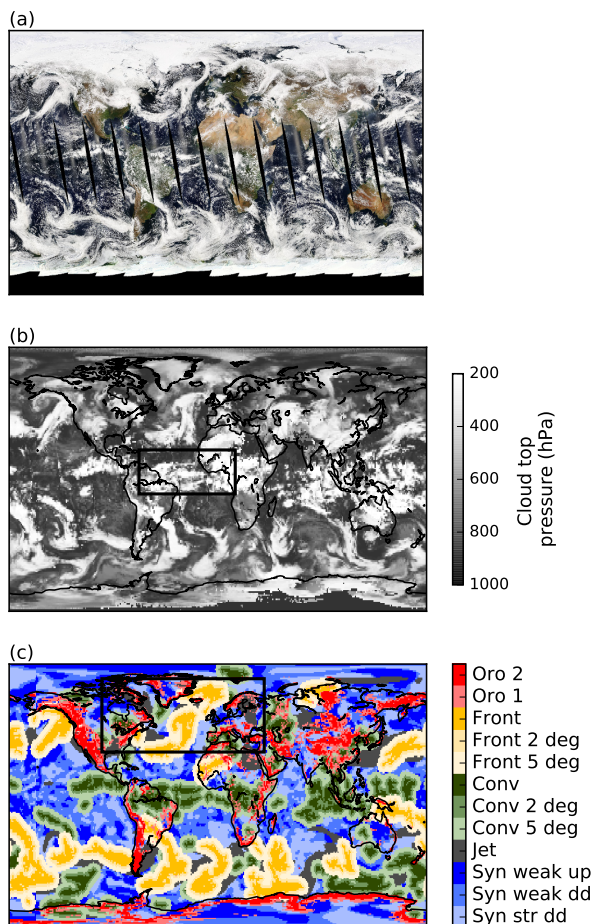 (a)
(b)
200
400
600
800
1000
Cloud top
pressure (hPa)
(c)
Oro 2
Oro 1
Front
Front 2 deg
Front 5 deg
Conv
Conv 2 deg
Conv 5 deg
Jet
Syn weak up
Syn weak dd
Syn str dd